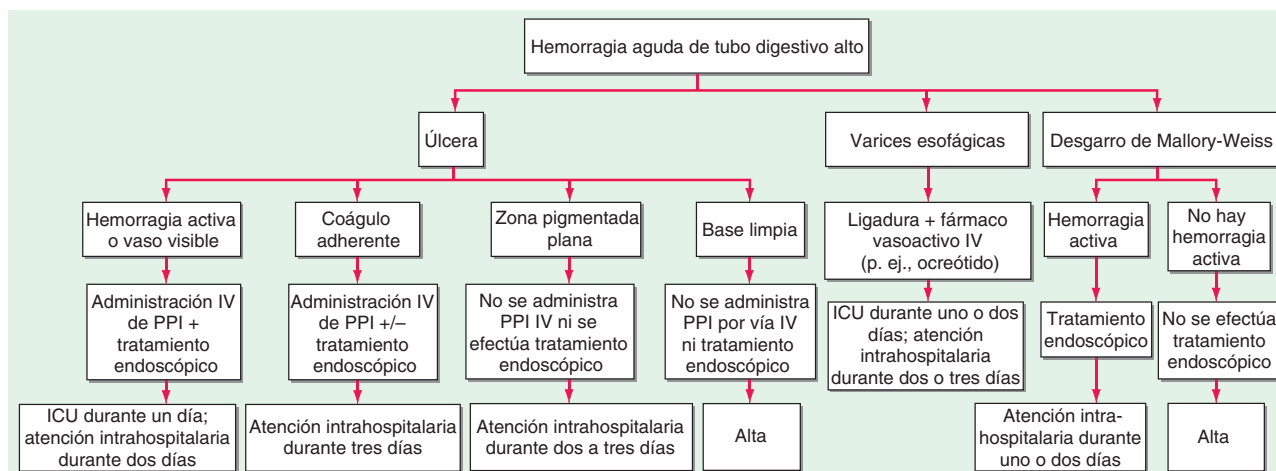 Hemorragia aguda de tubo digestivo alto
Úlcera
Varices esofágicas
Desgarro de Mallory-Weiss
Hemorragia activa
o vaso visible
Coágulo
adherente
Zona pigmentada
plana
Base limpia
Ligadura + fármaco
vasoactivo IV
(p. ej., ocreótido)
Hemorragia
activa
No hay
hemorragia
activa
Administración IV
de PPI +
tratamiento
endoscópico
Administración IV
de PPI +/–
tratamiento
endoscópico
No se administra
PPI IV ni se
efectúa tratamiento
endoscópico
No se administra
PPI por vía IV
ni tratamiento
endoscópico
ICU durante uno o dos
días; atención
intrahospitalaria
durante dos o tres días
Tratamiento
endoscópico
No se efectúa
tratamiento
endoscópico
ICU durante un día;
atención intrahospitalaria
durante dos días
Atención intrahospitalaria
durante tres días
Atención intrahospitalaria
durante dos a tres días
Alta
Atención intra-
hospitalaria durante
uno o dos días
Alta